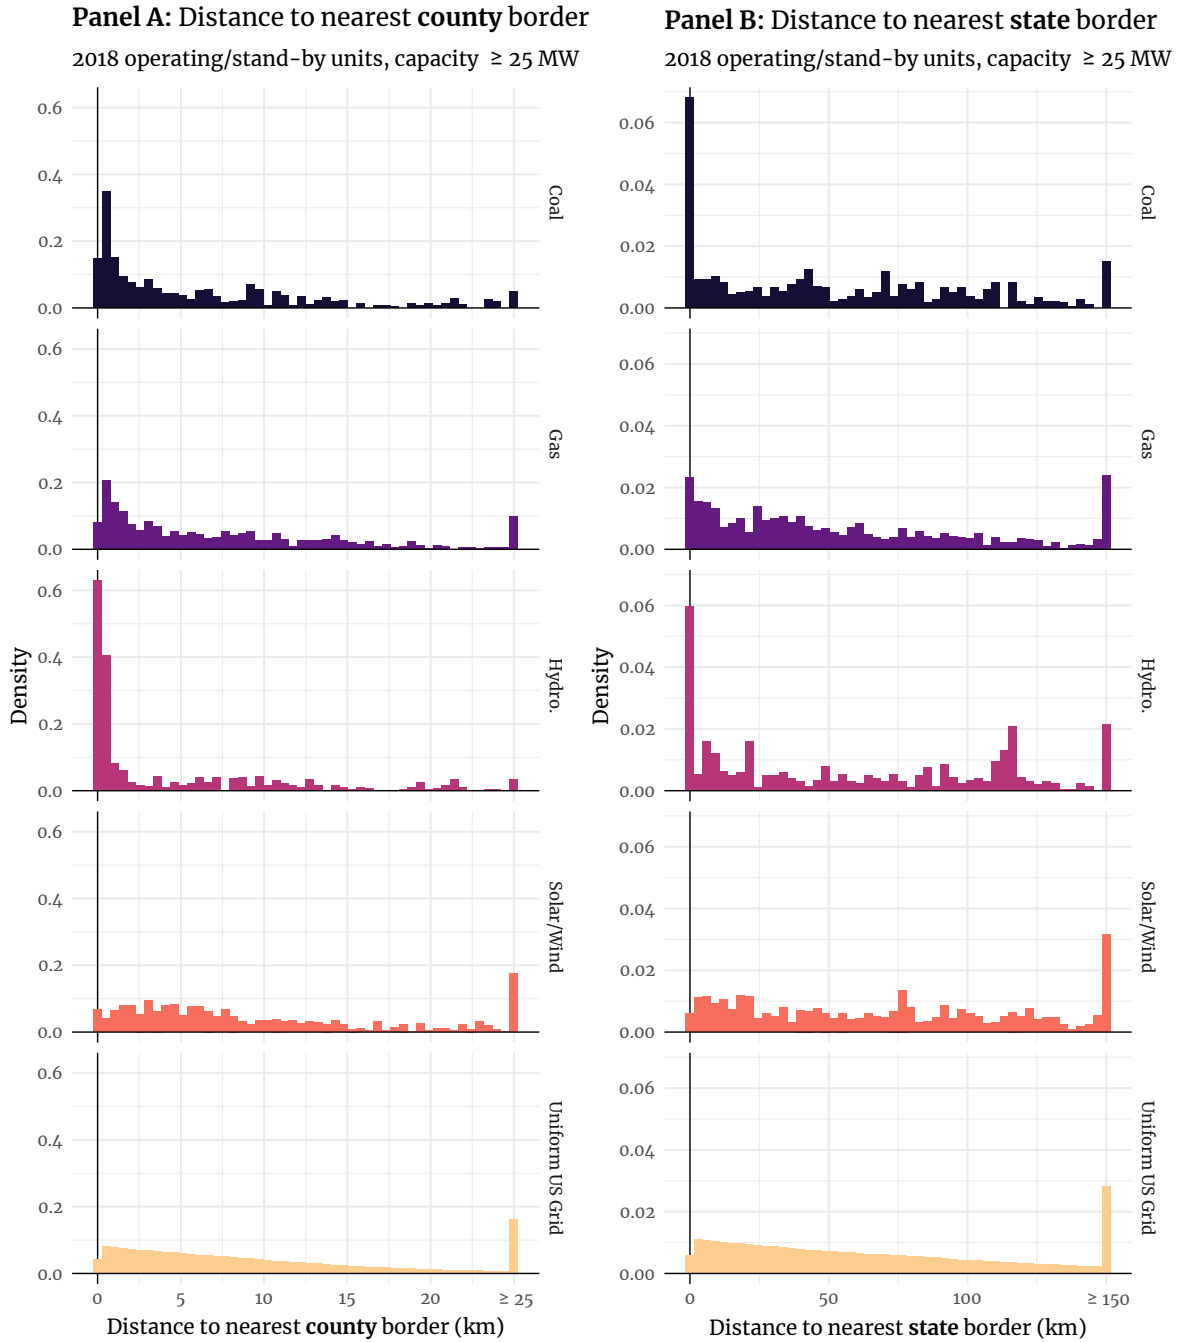 Panel A: Distance to nearest county border
2018 operating/stand-by units, capacity ≥ 25 MW
0.6
0.4
0.2
0.0
Coal
0.6
0.4
0.2
0.0
Gas
0.6
0.4
0.2
0.0
Hydro.
0.6
0.4
0.2
0.0
Solar/Wind
0.6
0.4
0.2
0.0
Uniform US Grid
Density
0 5 10 15 20 ≥ 25
Distance to nearest county border (km)
Panel B: Distance to nearest state border
2018 operating/stand-by units, capacity ≥ 25 MW
0.06
0.04
0.02
0.00
Coal
0.06
0.04
0.02
0.00
Gas
0.06
0.04
0.02
0.00
Hydro.
0.06
0.04
0.02
0.00
Solar/Wind
0.06
0.04
0.02
0.00
Uniform US Grid
Density
0 50 100 ≥ 150
Distance to nearest state border (km)